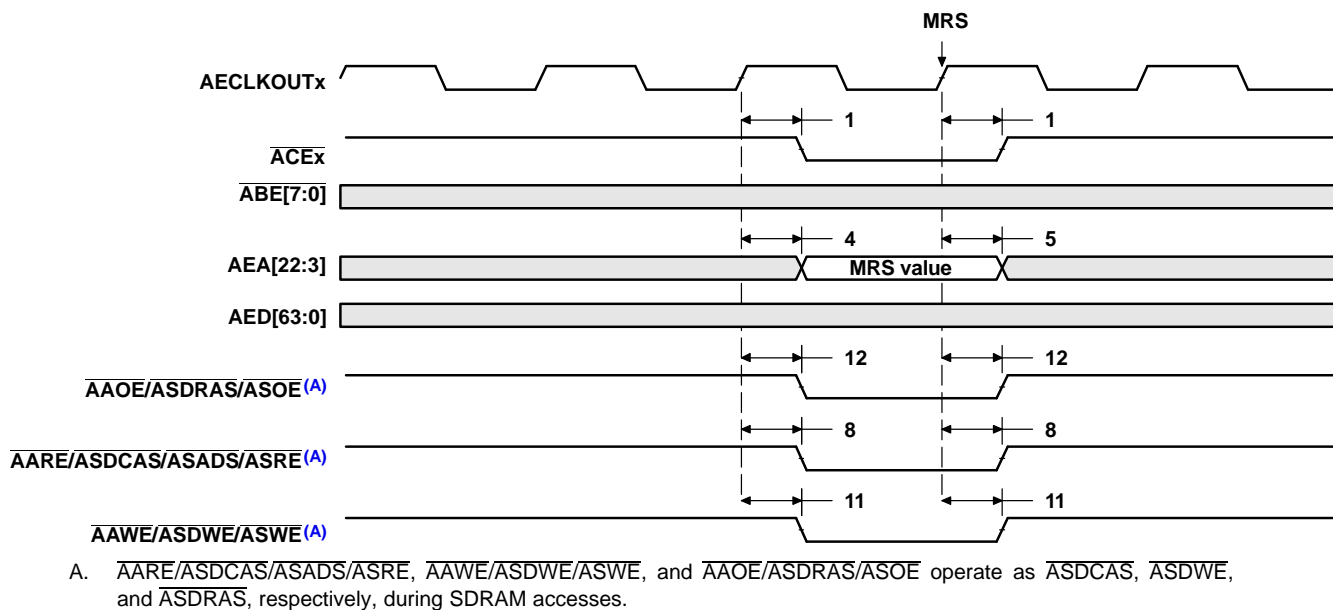 MRS
AECLKOUTx
1 1
ACEx
ABE[7:0]
4 5
AEA[22:3] MRS value
AED[63:0]
12 12
AAOE/ASDRAS/ASOE(A)
8 8
AARE/ASDCAS/ASADS/ASRE(A)
11 11
AAWE/ASDWE/ASWE(A)
A. AARE/ASDCAS/ASADS/ASRE, AAWE/ASDWE/ASWE, and AAOE/ASDRAS/ASOE operate as ASDCAS, ASDWE,
and ASDRAS, respectively, during SDRAM accesses.